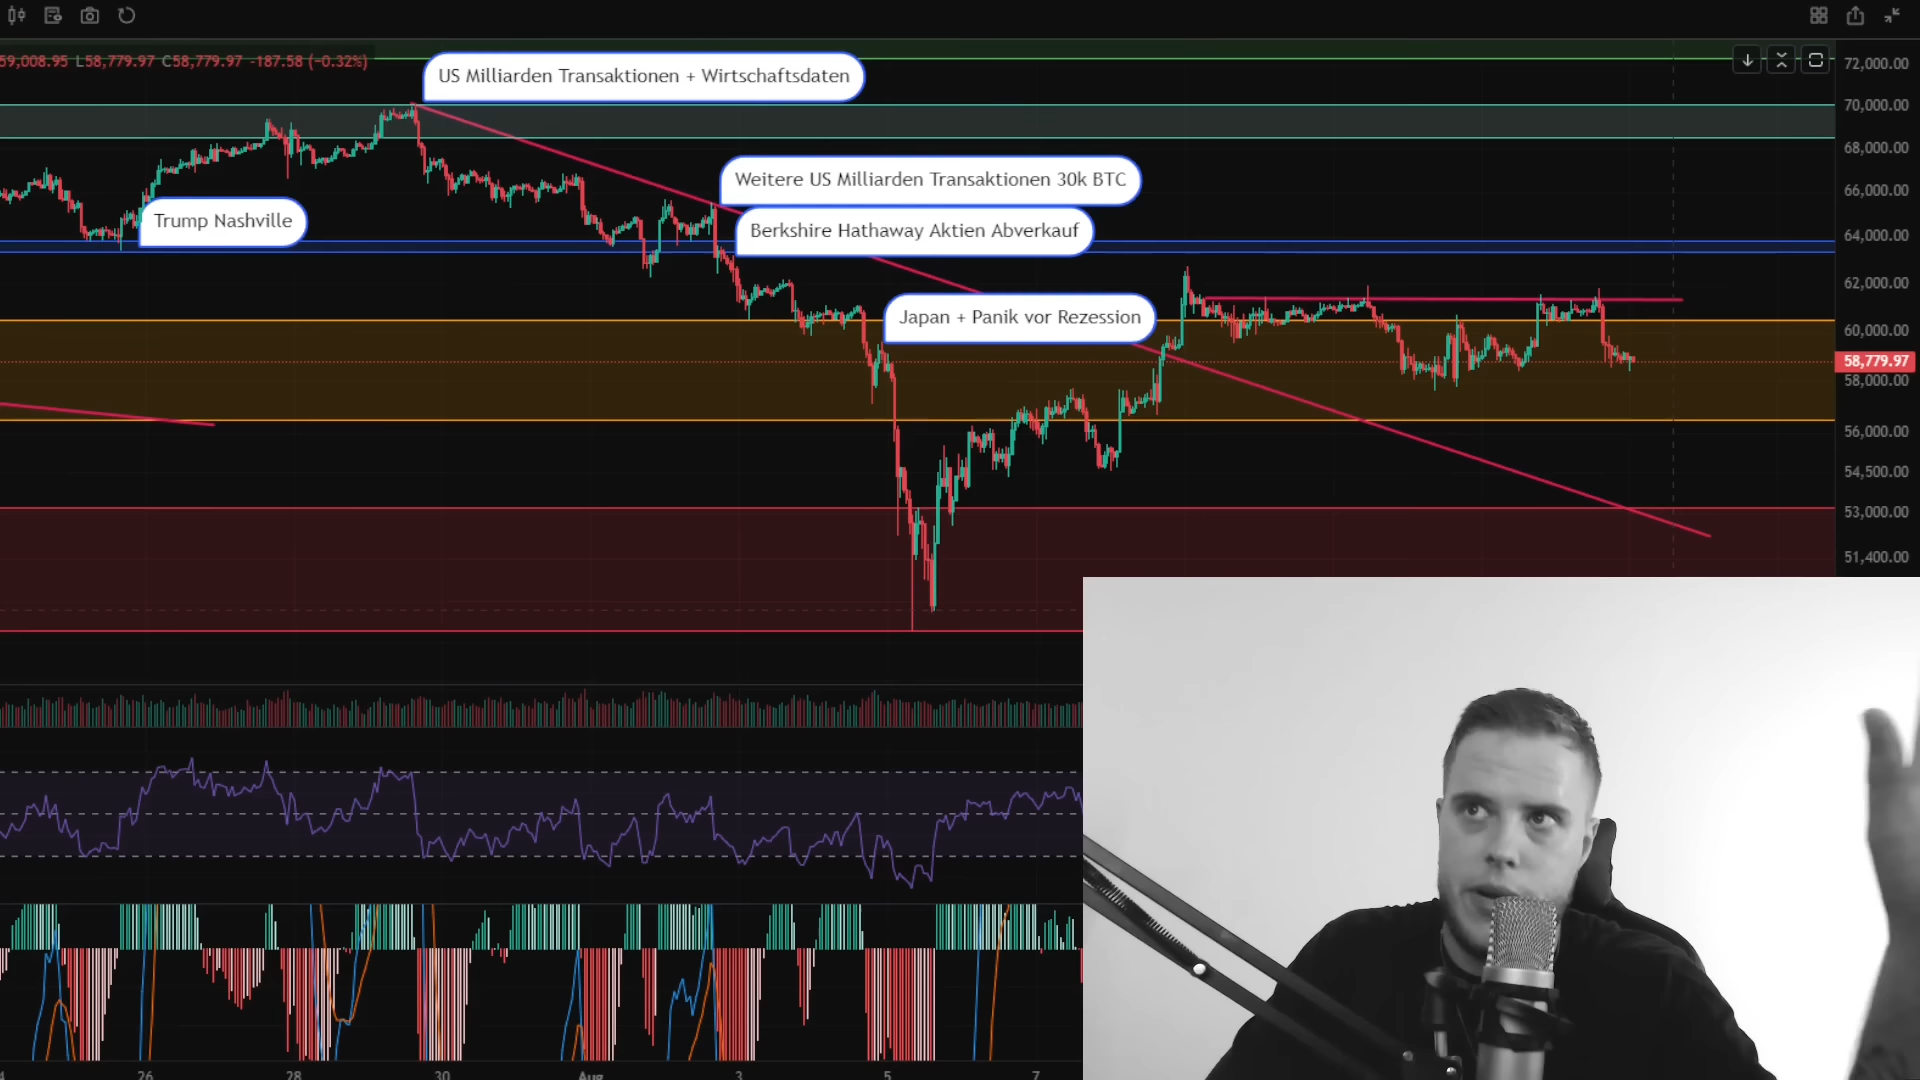 59,008.95 L58,779.97 C58,779.97 -187.58 (−0.32%)
US Milliarden Transaktionen + Wirtschaftsdaten
Weitere US Milliarden Transaktionen 30k BTC
Trump Nashville
Berkshire Hathaway Aktien Abverkauf
Japan + Panik vor Rezession
72,000.00
70,000.00
68,000.00
66,000.00
64,000.00
62,000.00
60,000.00
58,779.97
58,000.00
56,000.00
54,500.00
53,000.00
51,400.00
26 28 30 Aug 3 5 7